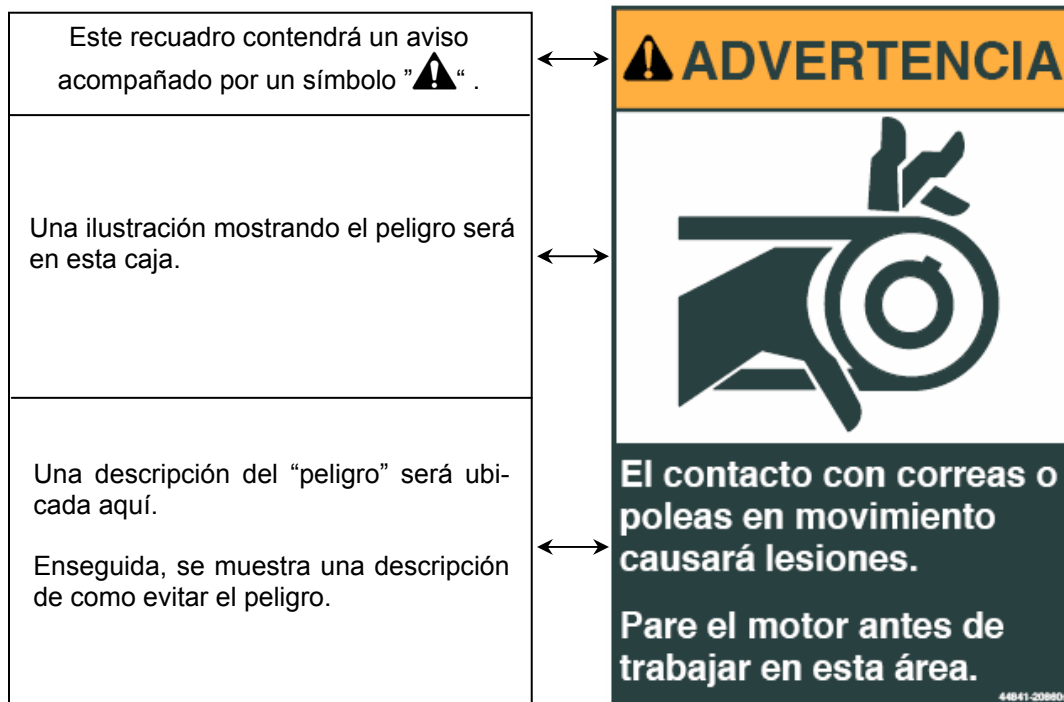 Este recuadro contendrá un aviso
acompañado por un símbolo ”⚠“ .
Una ilustración mostrando el peligro será
en esta caja.
Una descripción del “peligro” será ubi-
cada aquí.
Enseguida, se muestra una descripción
de como evitar el peligro.
⚠ ADVERTENCIA
El contacto con correas o
poleas en movimiento
causará lesiones.
Pare el motor antes de
trabajar en esta área.